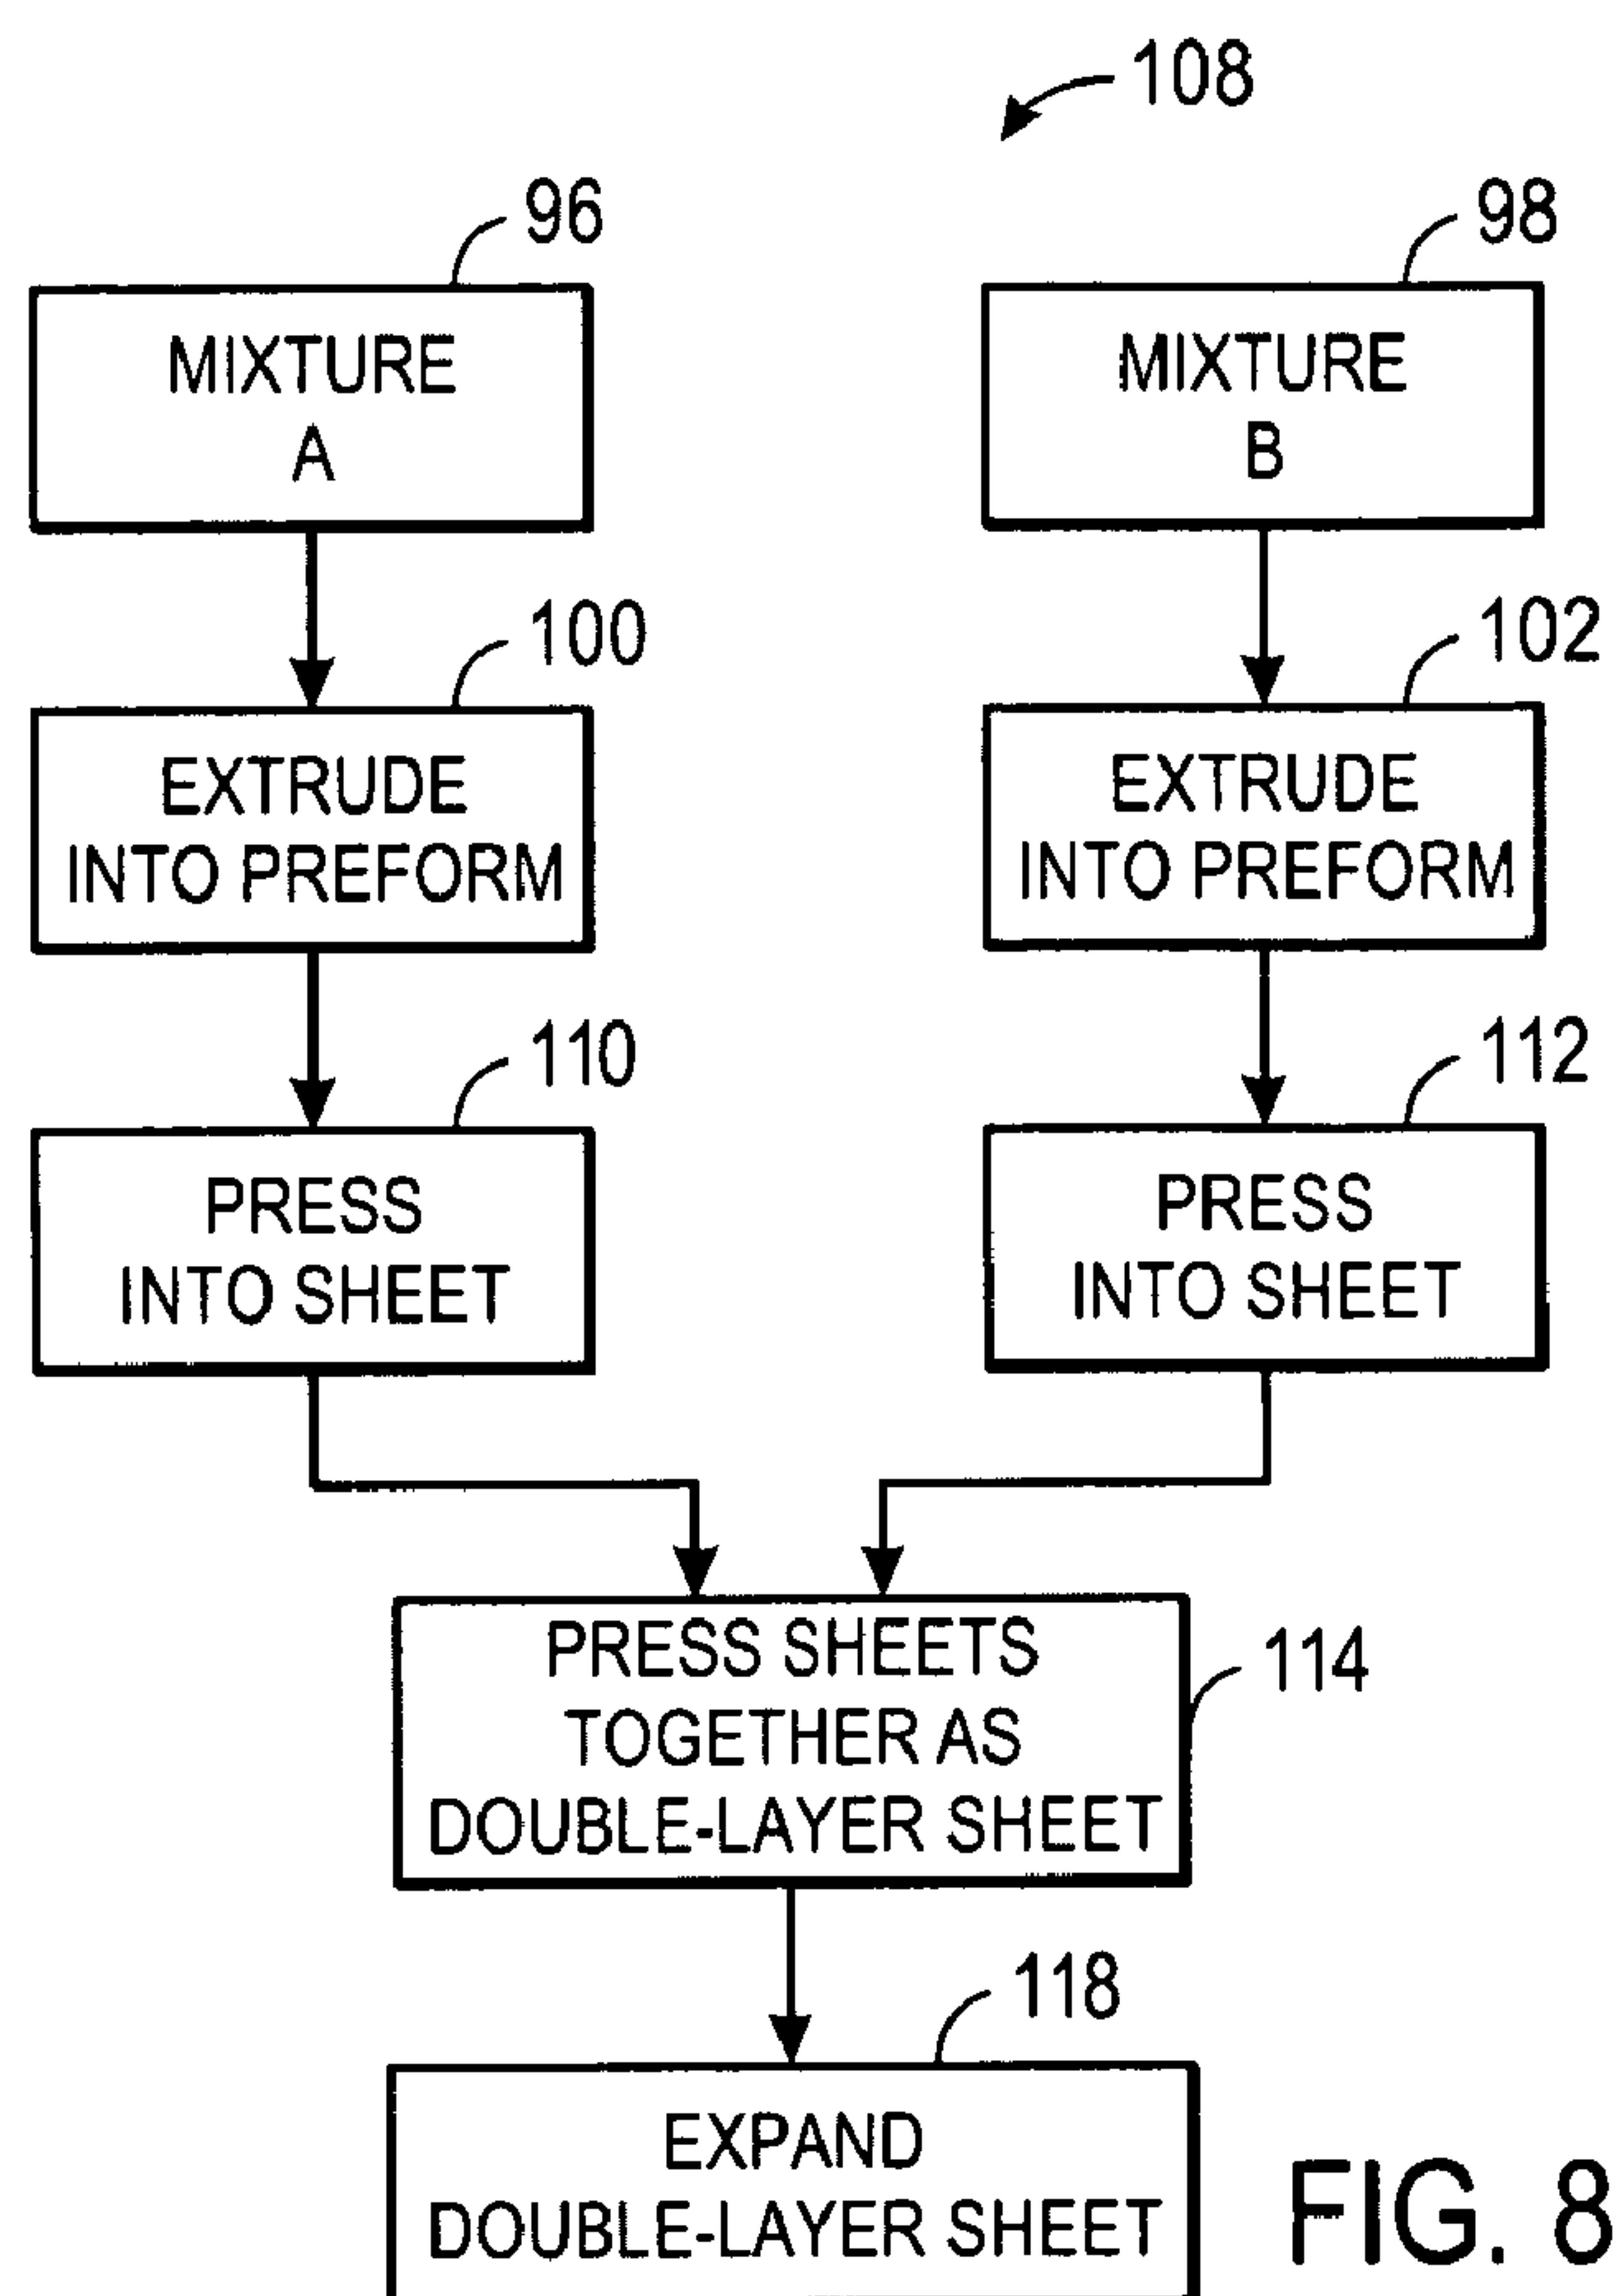 108
96
98
MIXTURE
A
MIXTURE
B
100
102
EXTRUDE
INTO PREFORM
EXTRUDE
INTO PREFORM
110
112
PRESS
INTO SHEET
PRESS
INTO SHEET
PRESS SHEETS
TOGETHER AS
DOUBLE-LAYER SHEET
114
118
EXPAND
DOUBLE-LAYER SHEET
FIG. 8